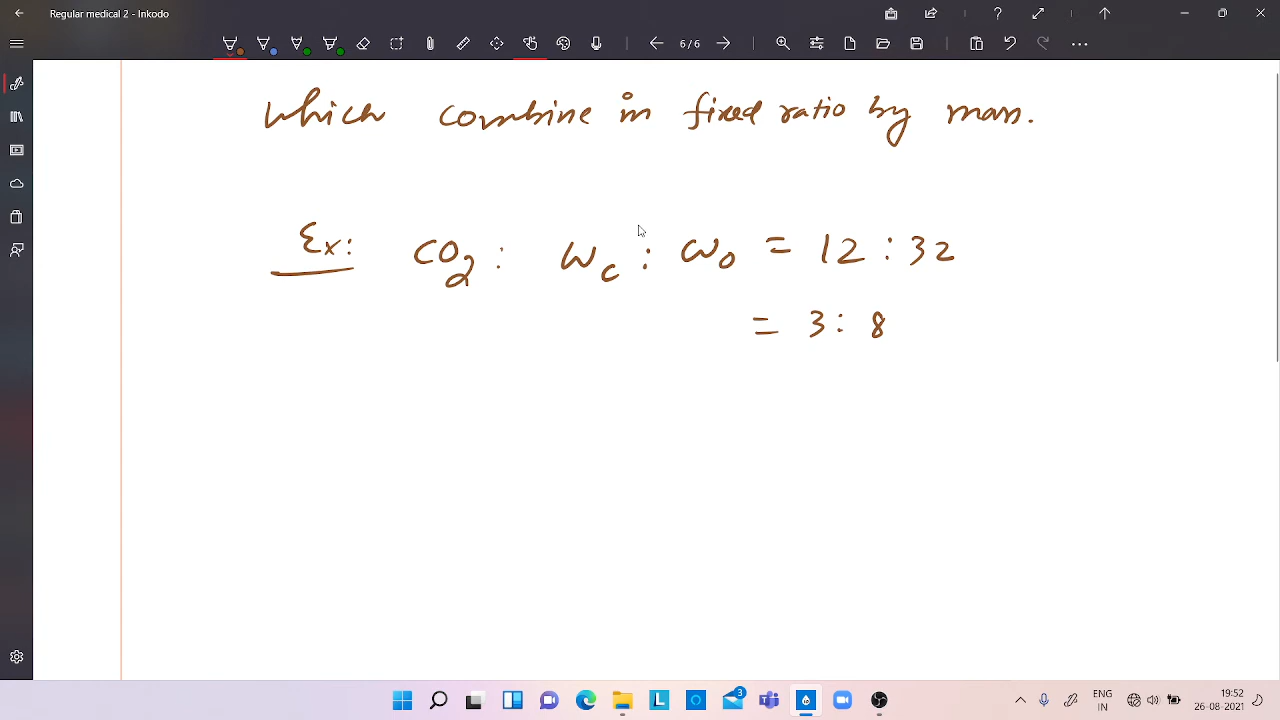 Regular medical 2 - Inkodo
6/6
which combine in fixed ratio by mass.
Ex: CO2 : Wc : Wo = 12 : 32
= 3 : 8
3
ENG
IN
19:52
26-08-2021